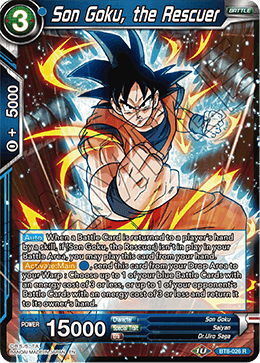 BATTLE
3
Son Goku, the Rescuer
+ 5000
Auto When a Battle Card is returned to a player's hand
by a skill, if {Son Goku, the Rescuer} isn't in play in your
Battle Area, you may play this card from your hand.
Activate:Main send this card from your Drop Area to
your Warp : Choose up to 1 of your blue Battle Cards with
an energy cost of 3 or less, or up to 1 of your opponent's
Battle Cards with an energy cost of 3 or less and return it
to its owner's hand.
POWER 15000
Character Son Goku
Special Trait Saiyan
Era Dr.Uiro Saga
BT8-026 R